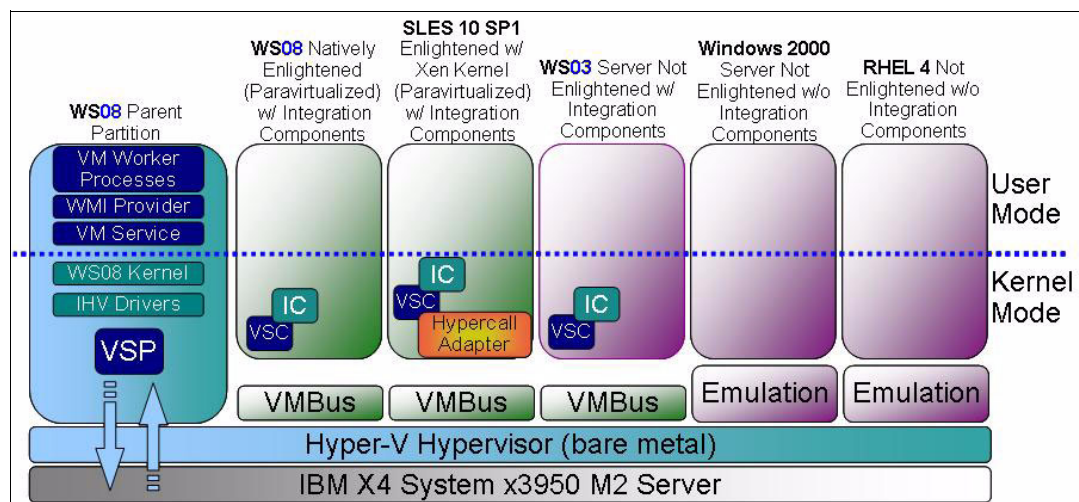 WS08 Parent
Partition
WS08 Natively
Enlightened
(Paravirtualized)
w/ Integration
Components
SLES 10 SP1
Enlightened w/
Xen Kernel
(Paravirtualized)
w/ Integration
Components
WS03 Server Not
Enlightened w/
Integration
Components
Windows 2000
Server Not
Enlightened w/o
Integration
Components
RHEL 4 Not
Enlightened w/o
Integration
Components
VM Worker
Processes
WMI Provider
VM Service
User
Mode
WS08 Kernel
IHV Drivers
VSP
IC
VSC
IC
VSC
Hypercall
Adapter
IC
VSC
Kernel
Mode
VMBus
VMBus
VMBus
Emulation
Emulation
Hyper-V Hypervisor (bare metal)
IBM X4 System x3950 M2 Server